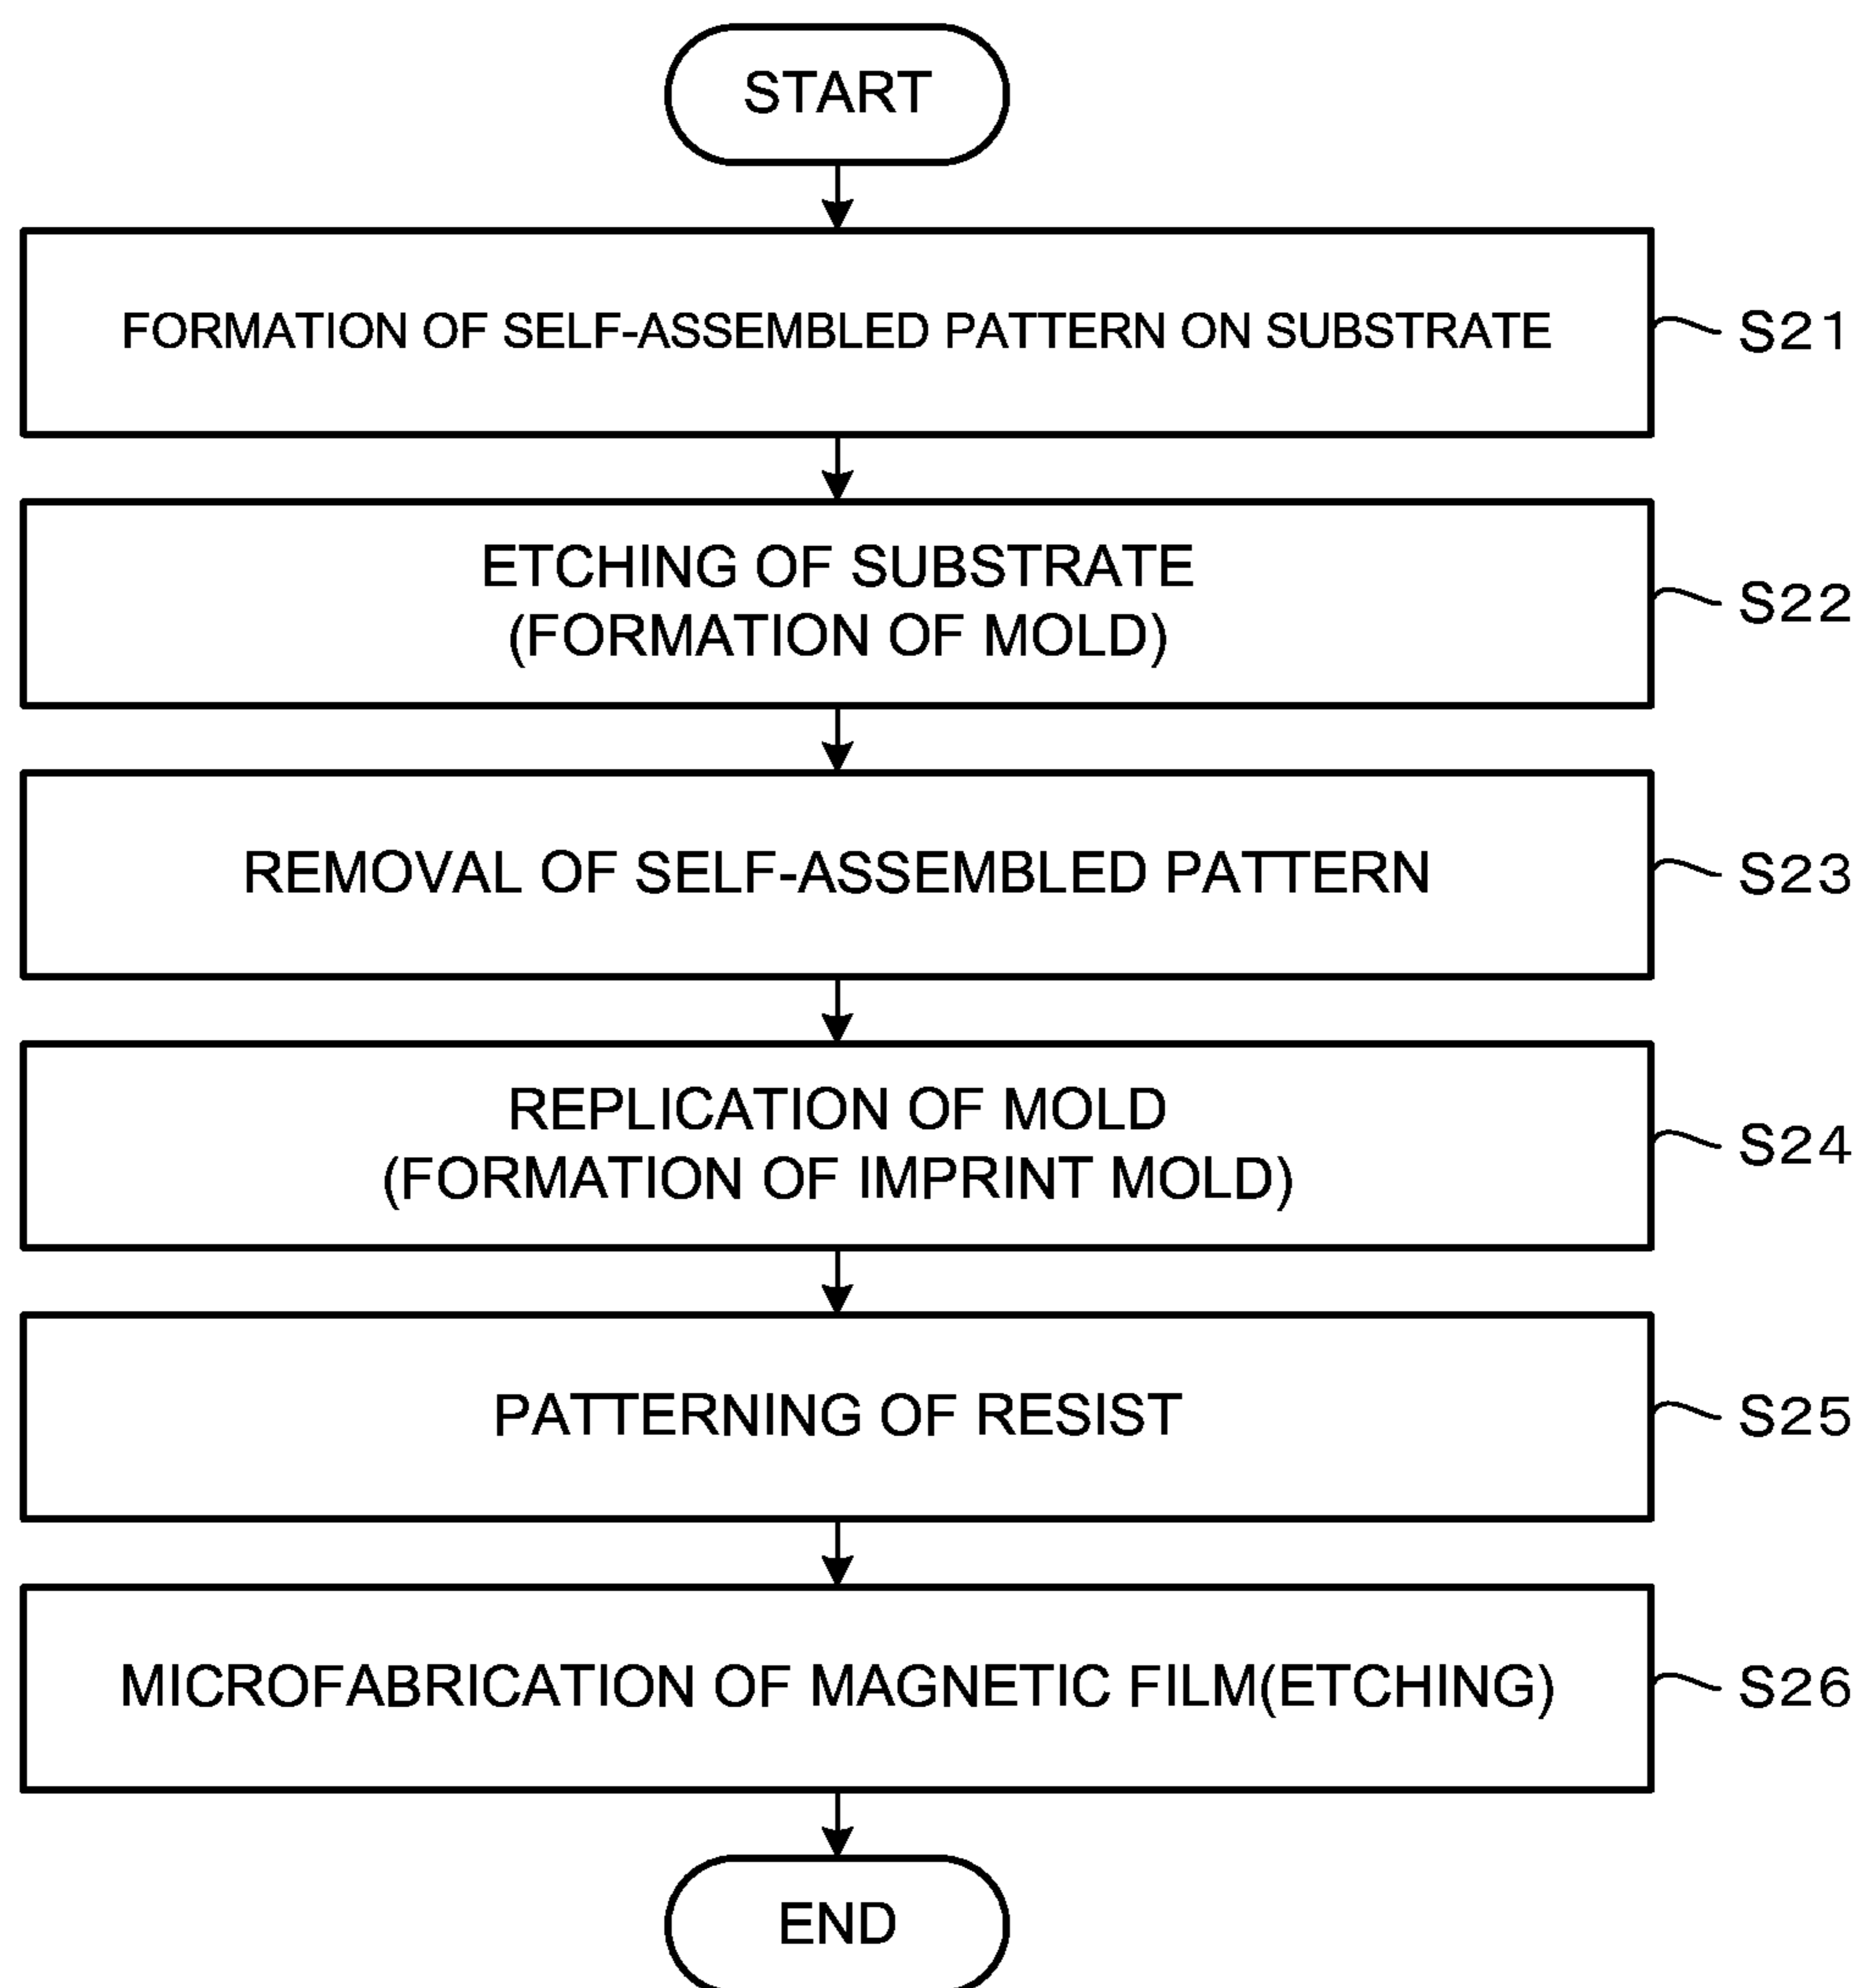 START
FORMATION OF SELF-ASSEMBLED PATTERN ON SUBSTRATE
S21
ETCHING OF SUBSTRATE
(FORMATION OF MOLD)
S22
REMOVAL OF SELF-ASSEMBLED PATTERN
S23
REPLICATION OF MOLD
(FORMATION OF IMPRINT MOLD)
S24
PATTERNING OF RESIST
S25
MICROFABRICATION OF MAGNETIC FILM(ETCHING)
S26
END